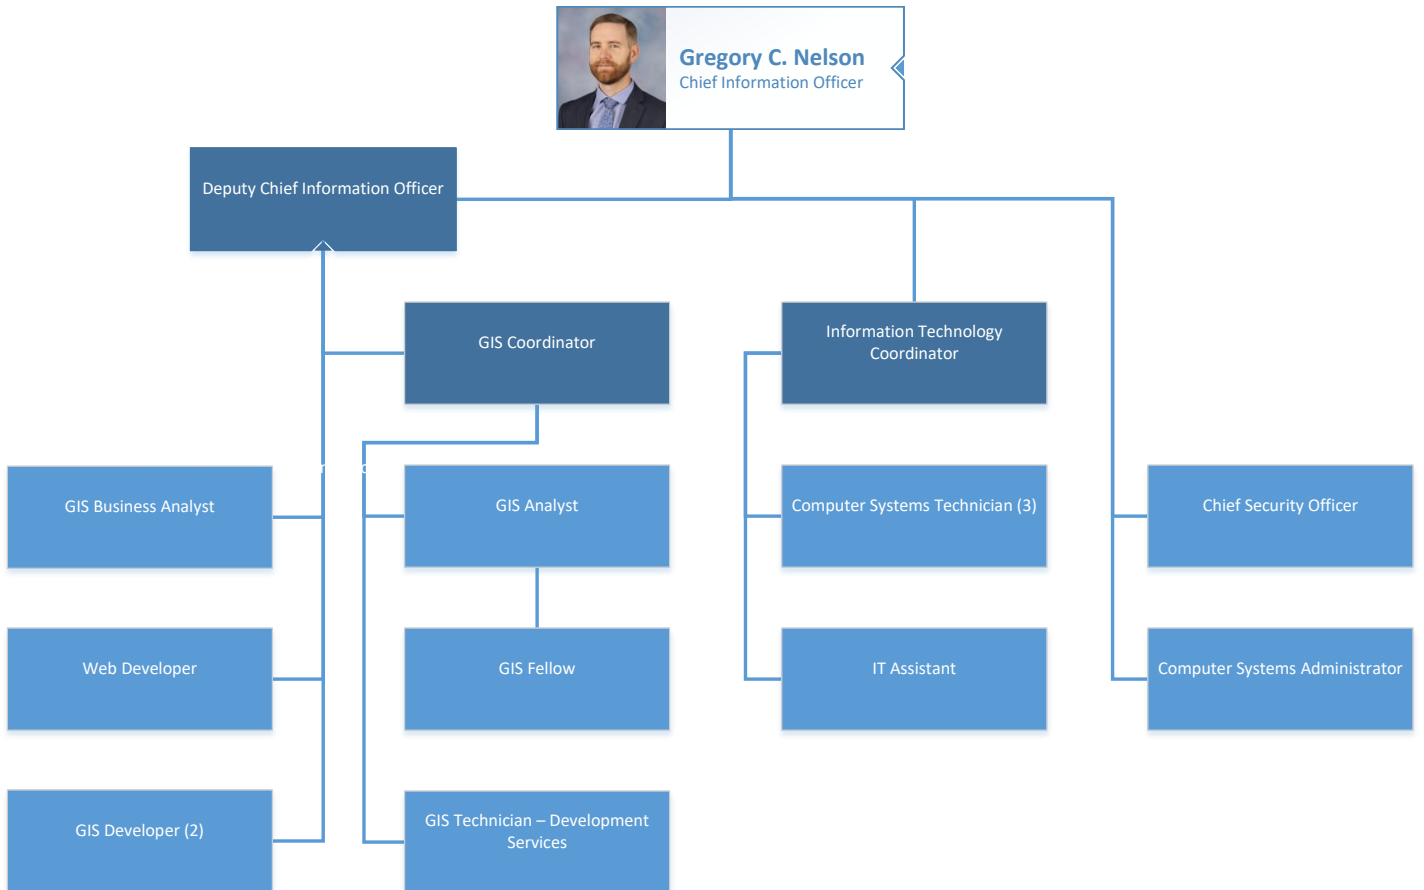 Gregory C. Nelson
Chief Information Officer
Deputy Chief Information Officer
GIS Coordinator
Information Technology
Coordinator
GIS Business Analyst
GIS Analyst
Computer Systems Technician (3)
Chief Security Officer
Web Developer
GIS Fellow
IT Assistant
Computer Systems Administrator
GIS Developer (2)
GIS Technician – Development
Services